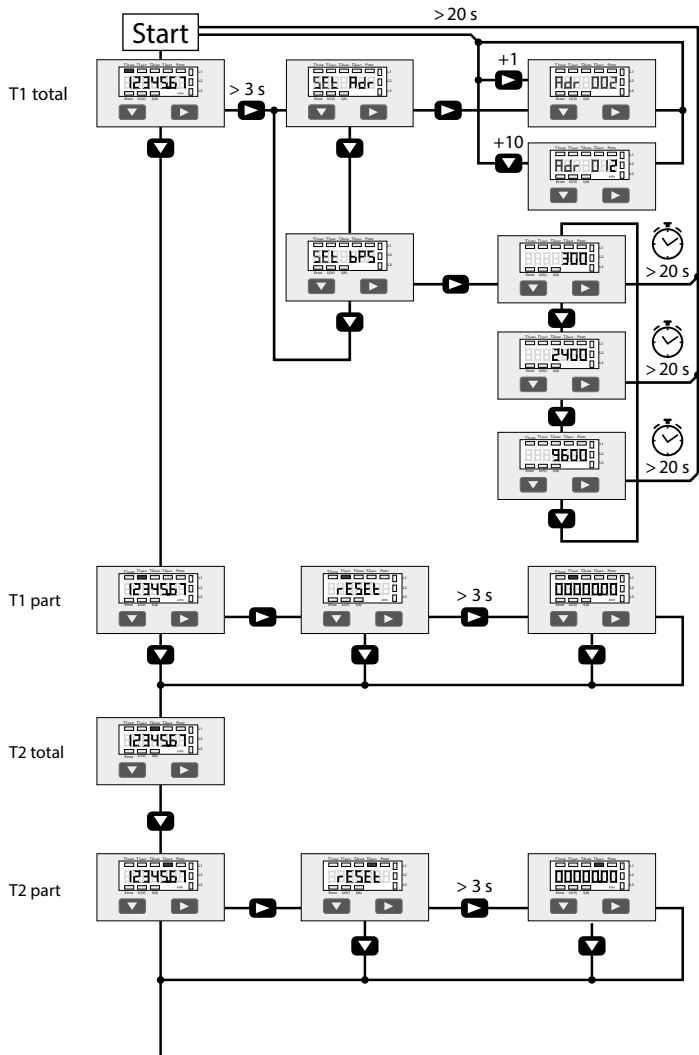 > 20 s
Start
+1
T1 total
1234567
> 3 s
SEt Adr
Adr 002
+10
Adr 012
SEt bPS
300
> 20 s
2400
> 20 s
9600
> 20 s
T1 part
1234567
rESEt
> 3 s
0000000
T2 total
1234567
T2 part
1234567
rESEt
> 3 s
0000000